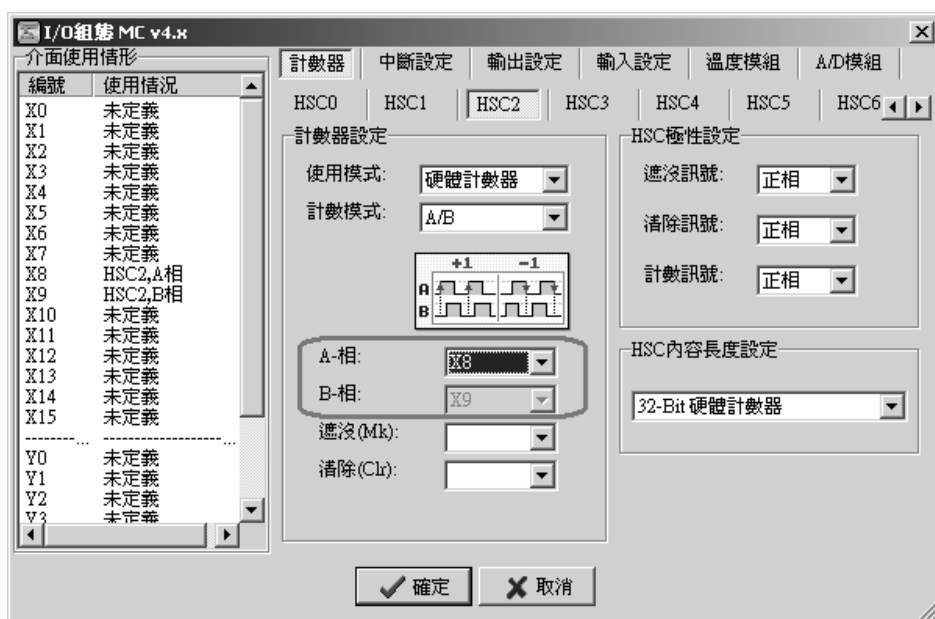 I/O組態 MC v4.x
介面使用情形
編號 使用情況
X0 未定義
X1 未定義
X2 未定義
X3 未定義
X4 未定義
X5 未定義
X6 未定義
X7 未定義
X8 HSC2,A相
X9 HSC2,B相
X10 未定義
X11 未定義
X12 未定義
X13 未定義
X14 未定義
X15 未定義
--------... ------------------...
Y0 未定義
Y1 未定義
Y2 未定義
Y3 未定義
計數器 中斷設定 輸出設定 輸入設定 溫度模組 A/D模組
HSC0 HSC1 HSC2 HSC3 HSC4 HSC5 HSC6
計數器設定
使用模式: 硬體計數器
計數模式: A/B
+1 -1
A
B
A-相: X8
B-相: X9
遮沒(Mk):
清除(Clr):
HSC極性設定
遮沒訊號: 正相
清除訊號: 正相
計數訊號: 正相
HSC內容長度設定
32-Bit 硬體計數器
確定 取消